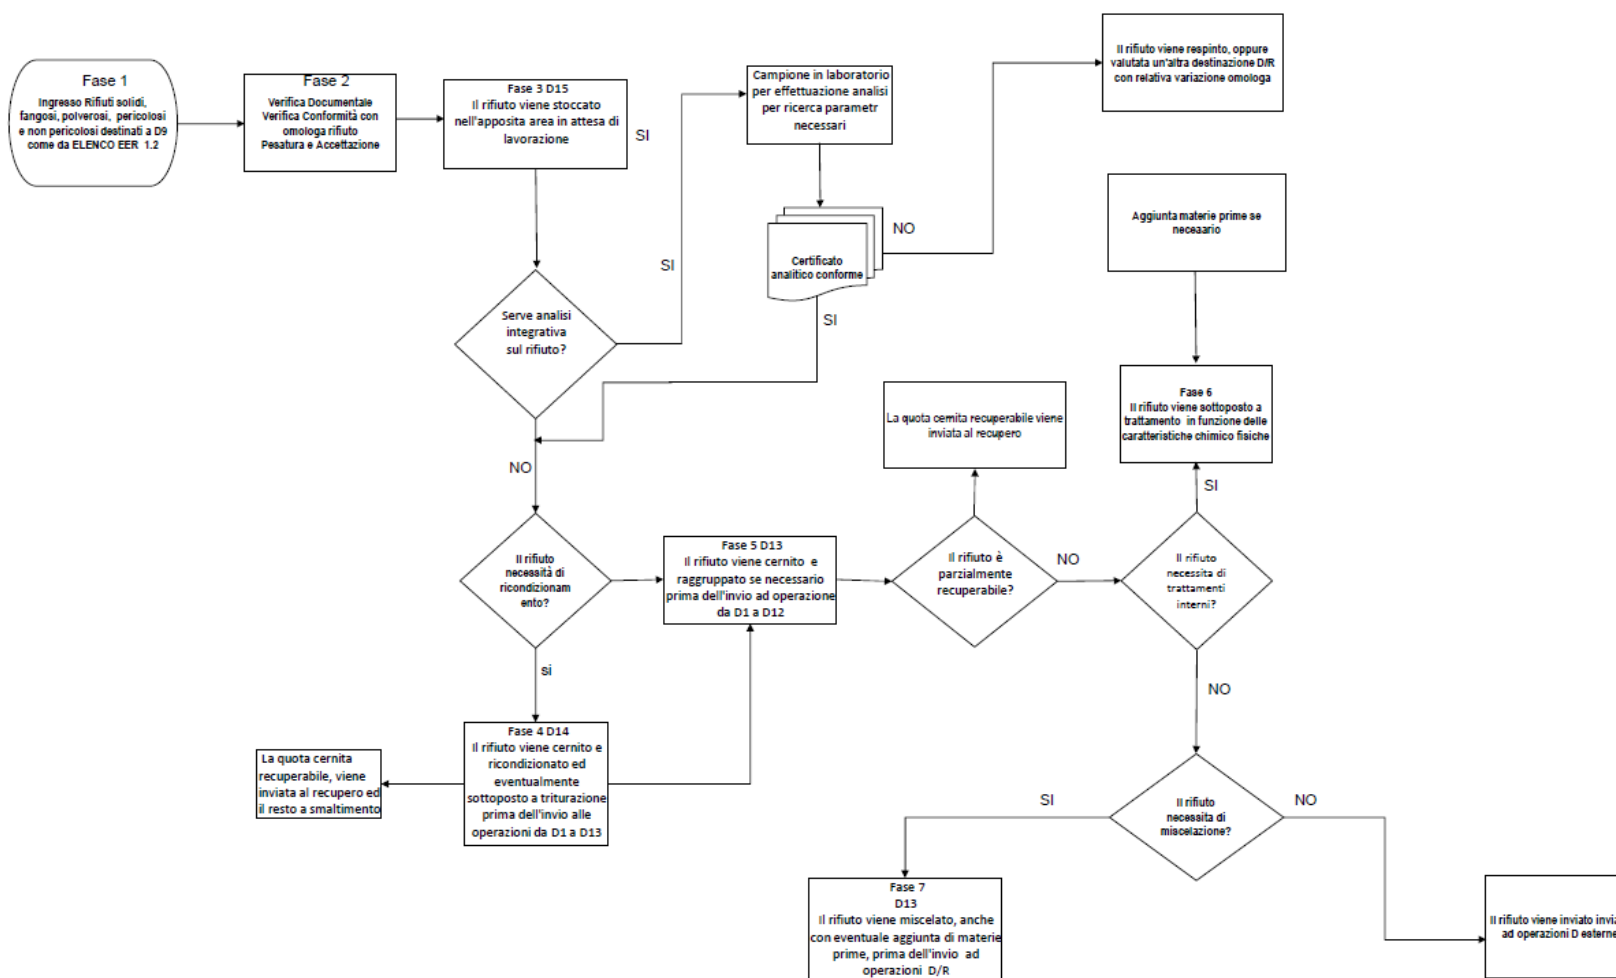 Fase 1
Ingresso Rifiuti solidi,
fangosi, polverosi, pericolosi
e non pericolosi destinati a D9
come da ELENCO EER 1.2
Fase 2
Verifica Documentale
Verifica Conformità con
omologa rifiuto
Pesatura e Accettazione
Fase 3 D15
Il rifiuto viene stoccato
nell'apposita area in attesa di
lavorazione
SI
Campione in laboratorio
per effettuazione analisi
per ricerca parametr
necessari
Il rifiuto viene respinto, oppure
valutata un'altra destinazione D/R
con relativa variazione omologa
NO
Certificato
analitico conforme
SI
SI
Serve analisi
integrativa
sul rifiuto?
NO
Aggiunta materie prime se
neceaario
Fase 6
Il rifiuto viene sottoposto a
trattamento in funzione delle
caratteristiche chimico fisiche
La quota cernita recuperabile viene
inviata al recupero
SI
Il rifiuto
necessità di
ricondizionam
ento?
Fase 5 D13
Il rifiuto viene cernito e
raggruppato se necessario
prima dell'invio ad operazione
da D1 a D12
Il rifiuto è
parzialmente
recuperabile?
NO
Il rifiuto
necessita di
trattamenti
interni?
si
NO
Fase 4 D14
Il rifiuto viene cernito e
ricondizionato ed
eventualmente
sottoposto a triturazione
prima dell'invio alle
operazioni da D1 a D13
La quota cernita
recuperabile, viene
inviata al recupero ed
il resto a smaltimento
SI
Il rifiuto
necessita di
miscelazione?
NO
Fase 7
D13
Il rifiuto viene miscelato, anche
con eventuale aggiunta di materie
prime, prima dell'invio ad
operazioni D/R
Il rifiuto viene inviato invia
ad operazioni D esterne